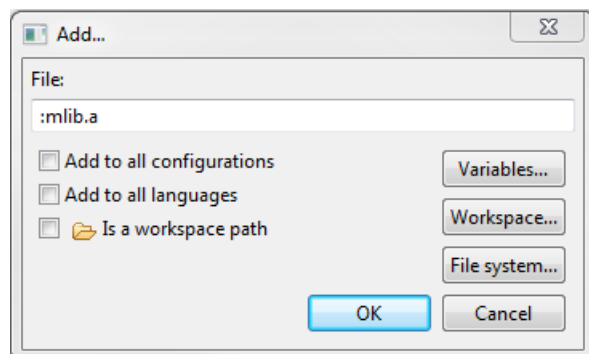 Add...
File:
:mlib.a
Add to all configurations
Variables...
Add to all languages
Workspace...
Is a workspace path
File system...
OK
Cancel